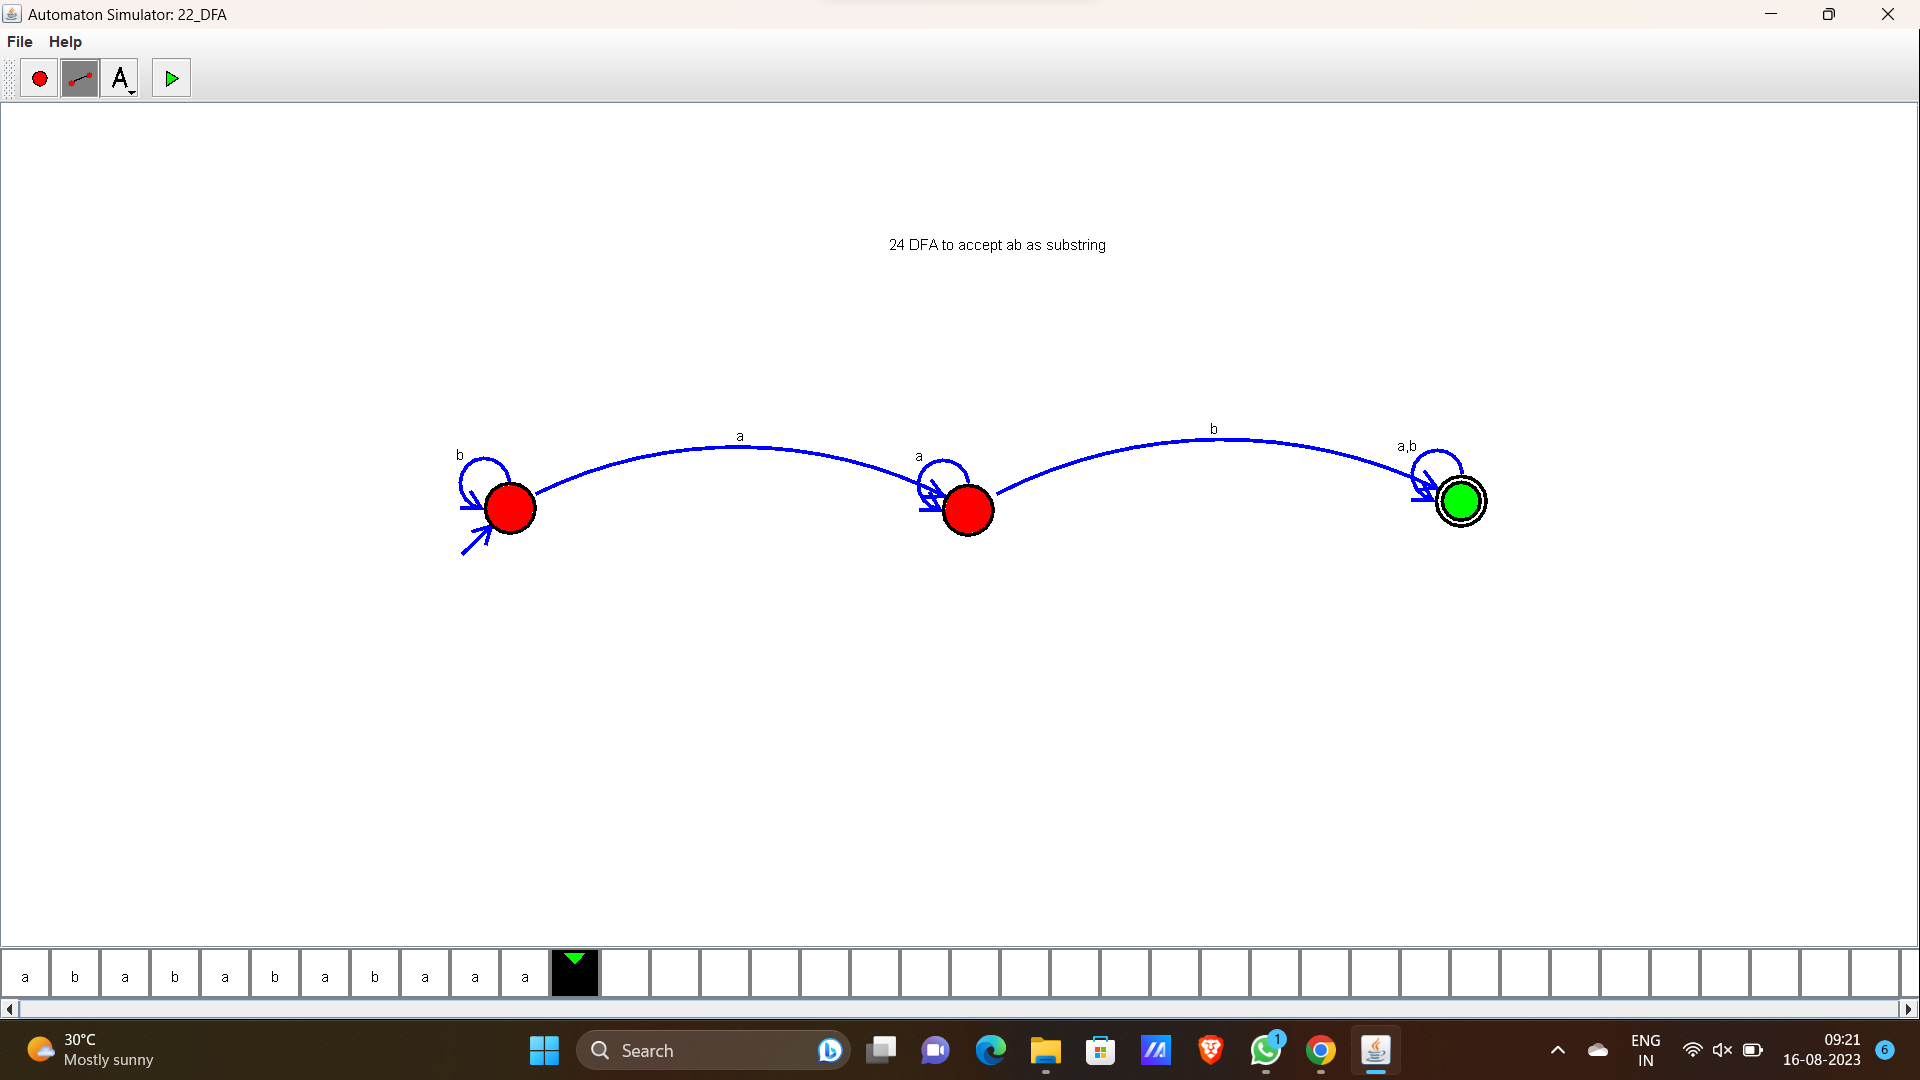 Automaton Simulator: 22_DFA
File Help
A
24 DFA to accept ab as substring
b
a
a
b
a,b
a b a b a b a b a a a
30°C
Mostly sunny
Search
1
ENG
IN
09:21
16-08-2023
6